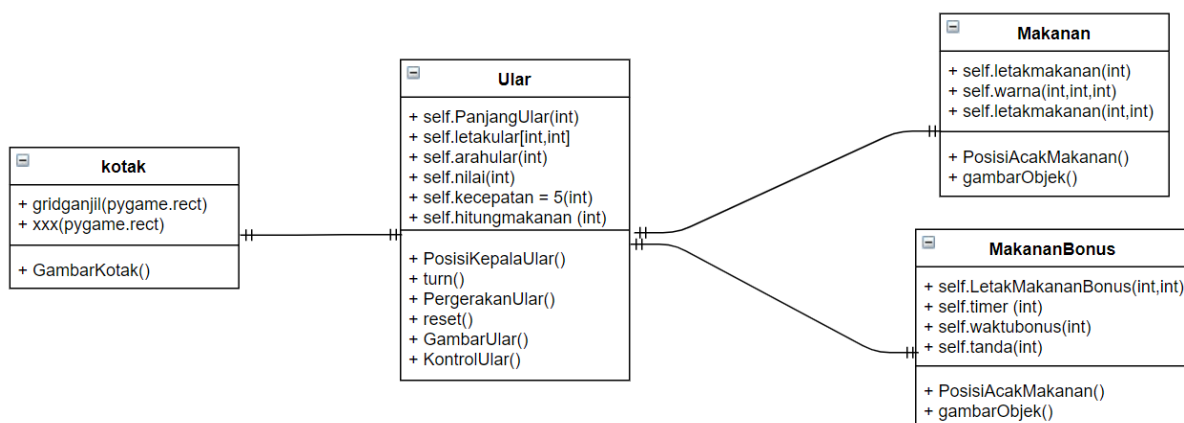 kotak
+ gridganjil(pygame.rect)
+ xxx(pygame.rect)
+ GambarKotak()
Ular
+ self.PanjangUlar(int)
+ self.letakular[int,int]
+ self.arahular(int)
+ self.nilai(int)
+ self.kecepatan = 5(int)
+ self.hitungmakanan (int)
+ PosisiKepalaUlar()
+ turn()
+ PergerakanUlar()
+ reset()
+ GambarUlar()
+ KontrolUlar()
Makanan
+ self.letakmakanan(int)
+ self.warna(int,int,int)
+ self.letakmakanan(int,int)
+ PosisiAcakMakanan()
+ gambarObjek()
MakananBonus
+ self.LetakMakananBonus(int,int)
+ self.timer (int)
+ self.waktubonus(int)
+ self.tanda(int)
+ PosisiAcakMakanan()
+ gambarObjek()